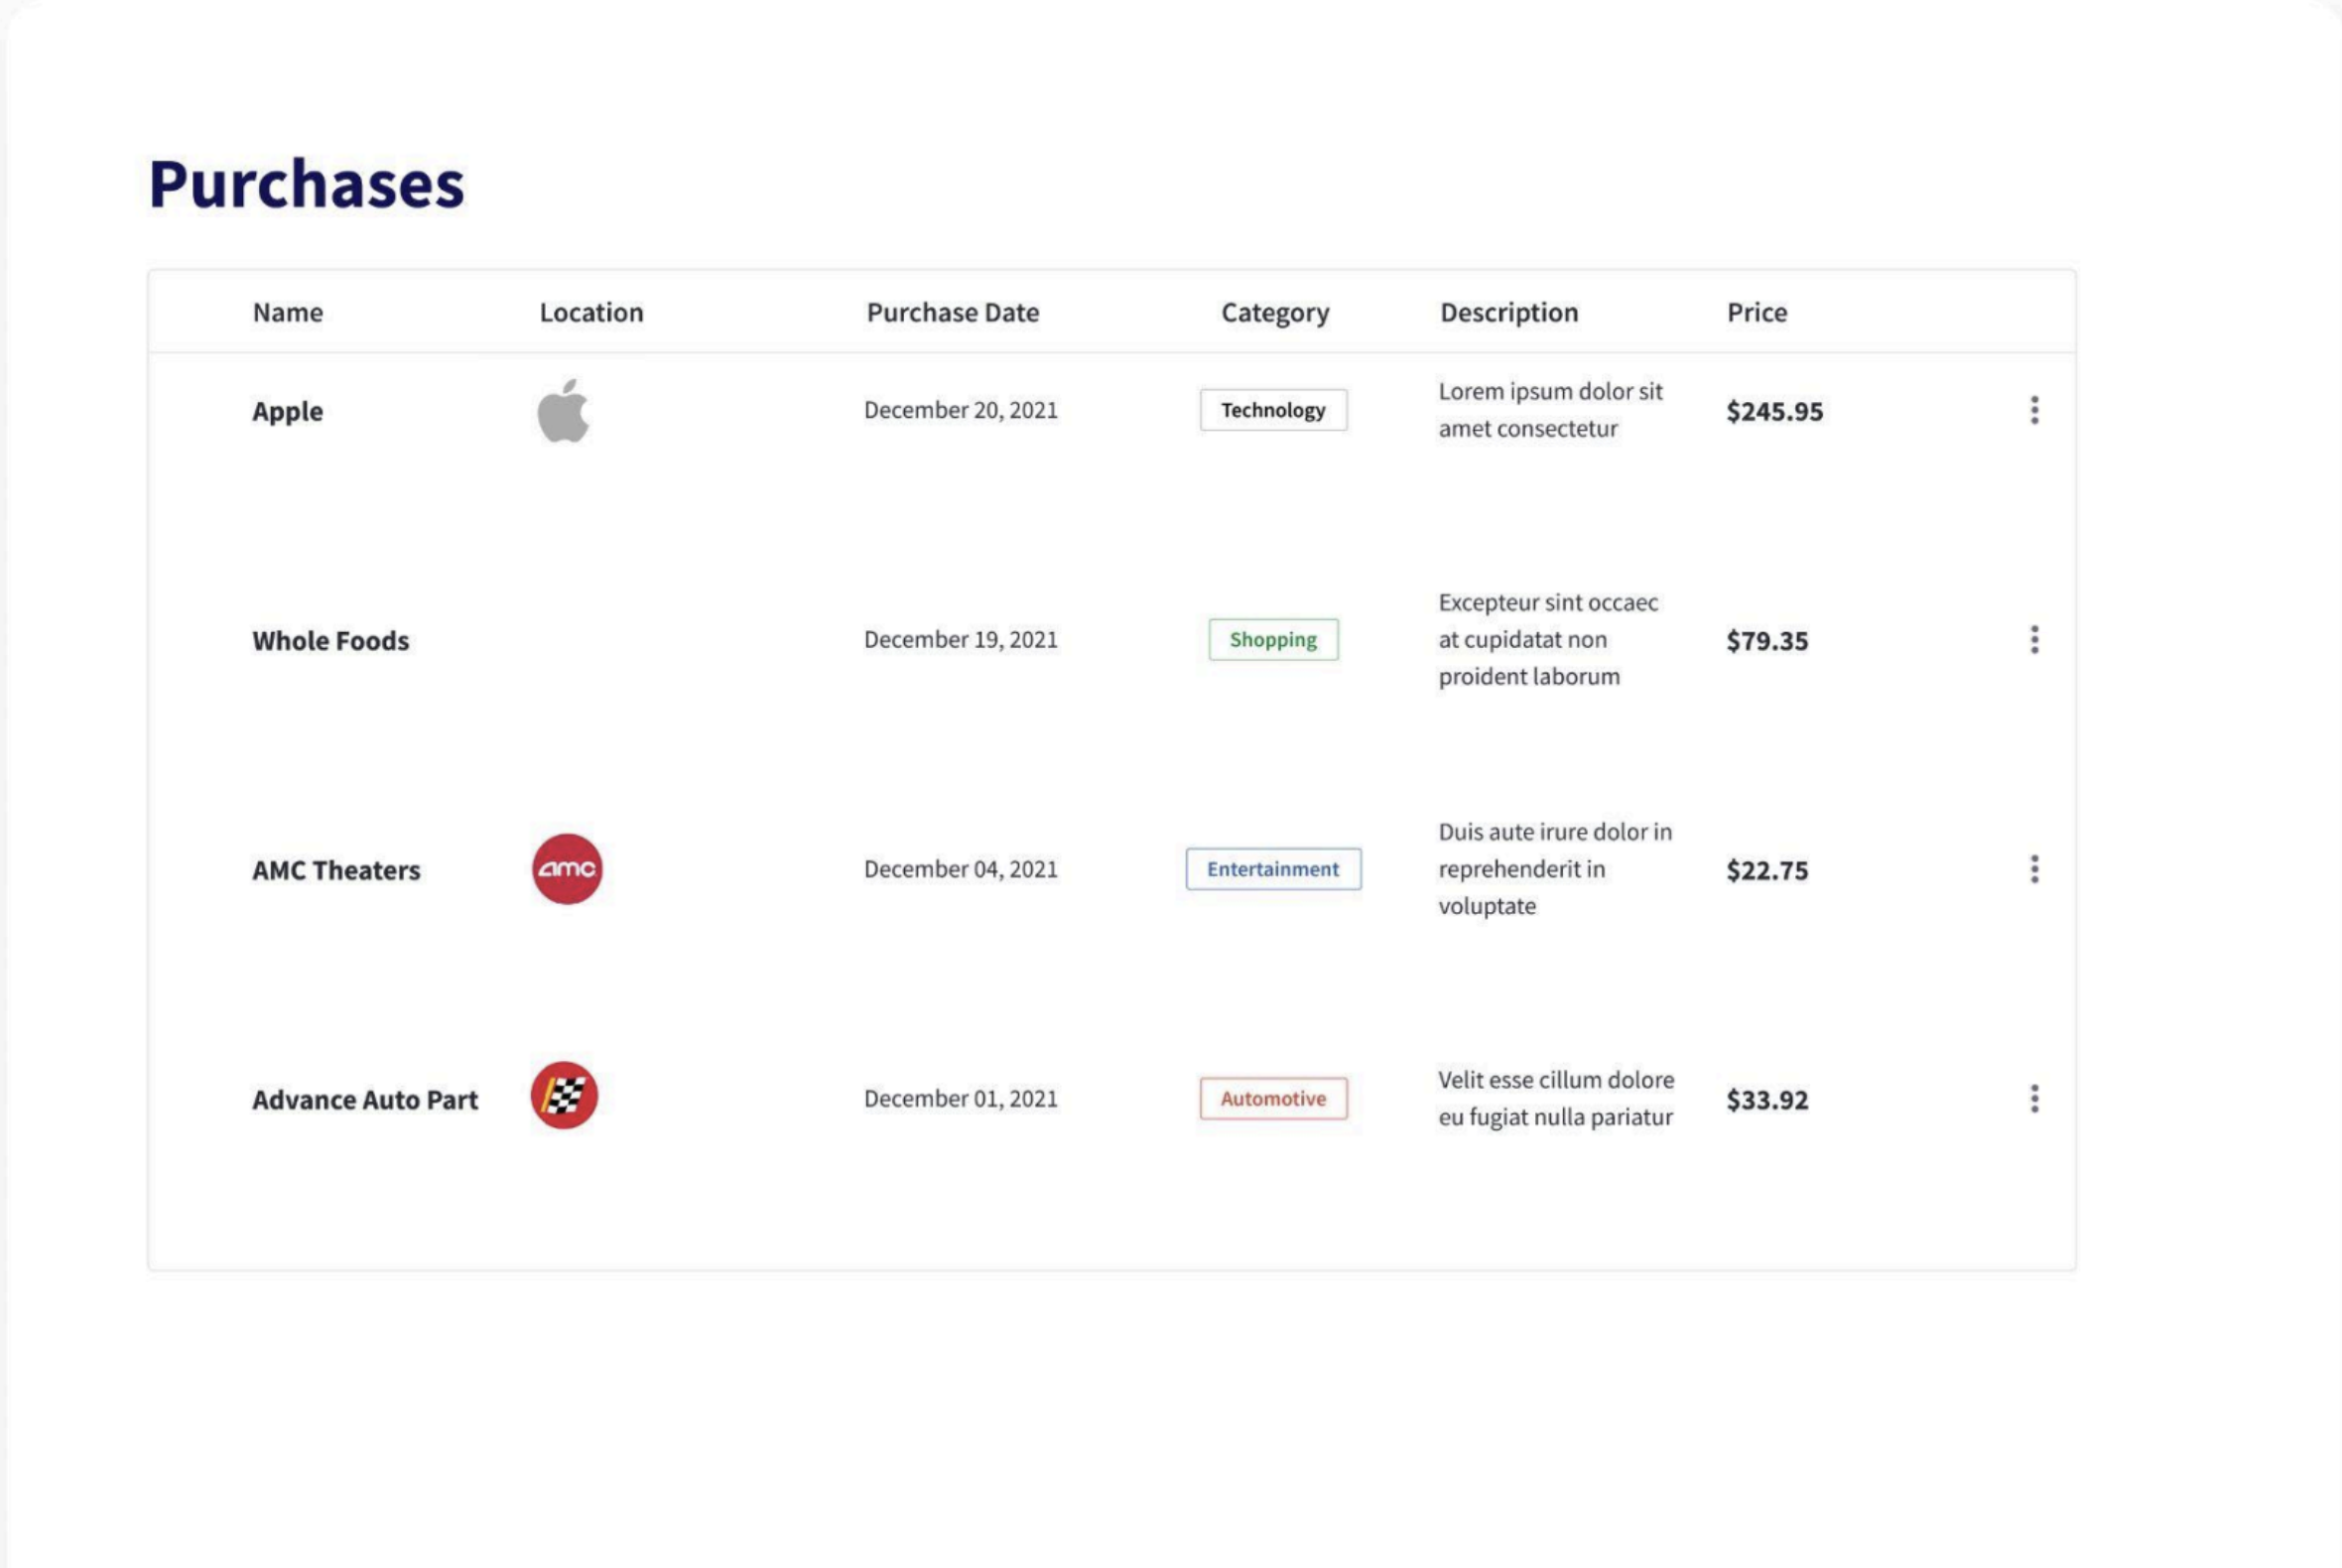 Purchases
Name Location Purchase Date Category Description Price
Apple December 20, 2021 Technology Lorem ipsum dolor sit
amet consectetur $245.95
Whole Foods December 19, 2021 Shopping Excepteur sint occaec
at cupidatat non
proident laborum $79.35
AMC Theaters amc December 04, 2021 Entertainment Duis aute irure dolor in
reprehenderit in
voluptate $22.75
Advance Auto Part December 01, 2021 Automotive Velit esse cillum dolore
eu fugiat nulla pariatur $33.92